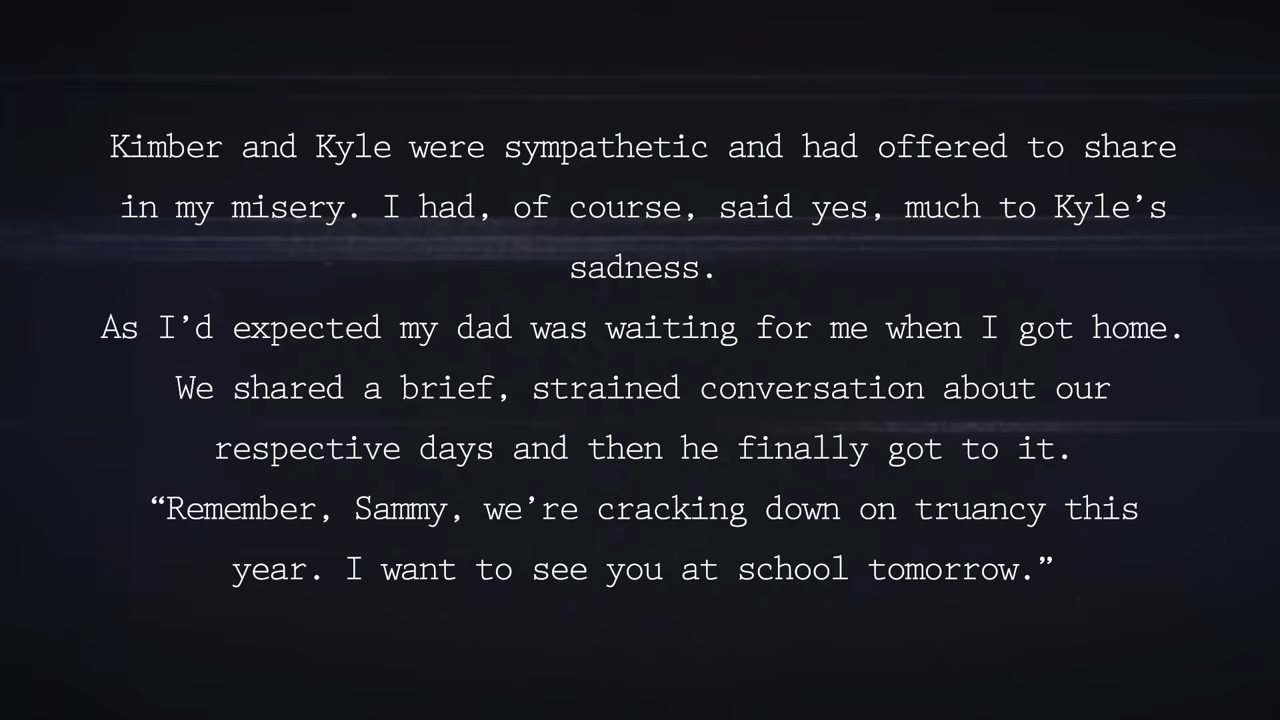 Kimber and Kyle were sympathetic and had offered to share
in my misery. I had, of course, said yes, much to Kyle’s
sadness.
As I’d expected my dad was waiting for me when I got home.
We shared a brief, strained conversation about our
respective days and then he finally got to it.
“Remember, Sammy, we’re cracking down on truancy this
year. I want to see you at school tomorrow.”